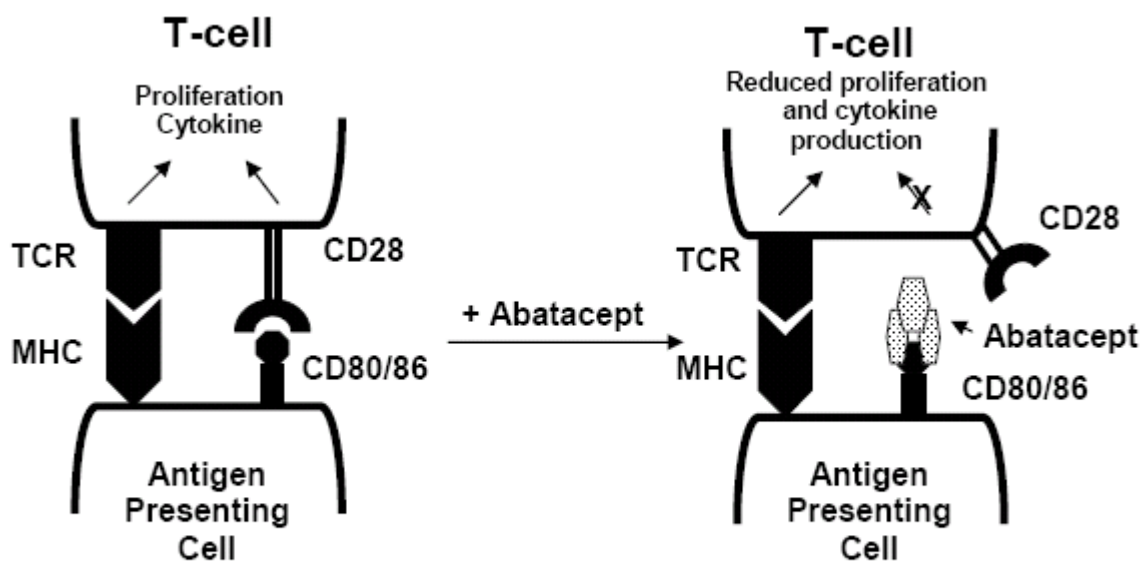 T-cell
Proliferation
Cytokine
TCR
CD28
MHC
CD80/86
Antigen
Presenting
Cell
+ Abatacept
T-cell
Reduced proliferation
and cytokine
production
X
CD28
TCR
Abatacept
MHC
CD80/86
Antigen
Presenting
Cell